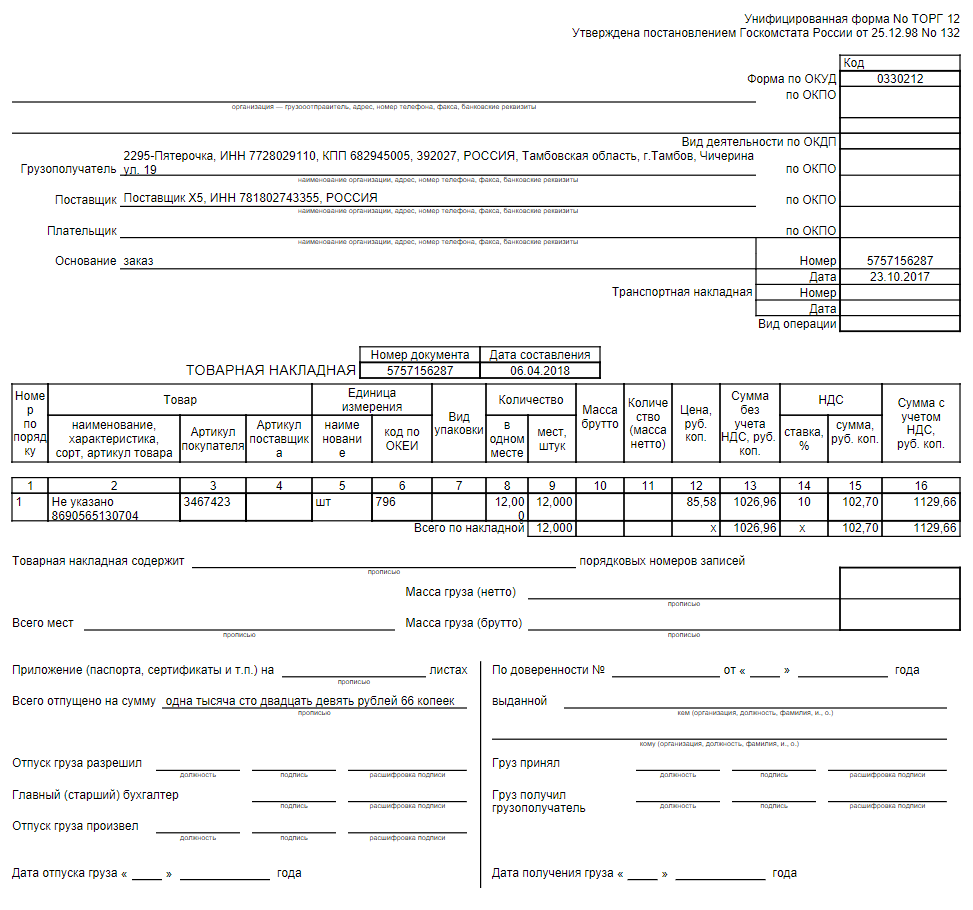 Унифицированная форма No ТОРГ 12
Утверждена постановлением Госкомстата России от 25.12.98 No 132
Код
Форма по ОКУД 0330212
по ОКПО
организация — грузооотправитель, адрес, номер телефона, факса, банковские реквизиты
Вид деятельности по ОКДП
2295-Пятерочка, ИНН 7728029110, КПП 682945005, 392027, РОССИЯ, Тамбовская область, г.Тамбов, Чичерина
Грузополучатель ул. 19 по ОКПО
наименование организации, адрес, номер телефона, факса, банковские реквизиты
Поставщик Поставщик X5, ИНН 781802743355, РОССИЯ по ОКПО
наименование организации, адрес, номер телефона, факса, банковские реквизиты
Плательщик по ОКПО
наименование организации, адрес, номер телефона, факса, банковские реквизиты
Основание заказ Номер 5757156287
Дата 23.10.2017
Транспортная накладная Номер
Дата
Вид операции
Номер документа Дата составления
ТОВАРНАЯ НАКЛАДНАЯ 5757156287 06.04.2018
Номе
р
по
поряд
ку
Товар
наименование,
характеристика,
сорт, артикул товара
Артикул
покупателя
Артикул
поставщик
а
Единица
измерения
наиме
новани
е
код по
ОКЕИ
Вид
упаковки
Количество
в
одном
месте
мест,
штук
Масса
брутто
Количе
ство
(масса
нетто)
Цена,
руб.
коп.
Сумма
без
учета
НДС, руб.
коп.
НДС
ставка,
%
сумма,
руб. коп.
Сумма с
учетом
НДС,
руб. коп.
1 2 3 4 5 6 7 8 9 10 11 12 13 14 15 16
1 Не указано 3467423 шт 796 12,00 12,000 85,58 1026,96 10 102,70 1129,66
8690565130704 0
Всего по накладной 12,000 x 1026,96 x 102,70 1129,66
Товарная накладная содержит порядковых номеров записей
прописью
Масса груза (нетто)
прописью
Всего мест Масса груза (брутто)
прописью прописью
Приложение (паспорта, сертификаты и т.п.) на листах
прописью
Всего отпущено на сумму одна тысяча сто двадцать девять рублей 66 копеек
прописью
Отпуск груза разрешил
должность подпись расшифровка подписи
Главный (старший) бухгалтер
подпись расшифровка подписи
Отпуск груза произвел
должность подпись расшифровка подписи
Дата отпуска груза « » года
По доверенности № от « » года
выданной
кем (организация, должность, фамилия, и., о.)
кому (организация, должность, фамилия, и., о.)
Груз принял
должность подпись расшифровка подписи
Груз получил
грузополучатель
должность подпись расшифровка подписи
Дата получения груза « » года